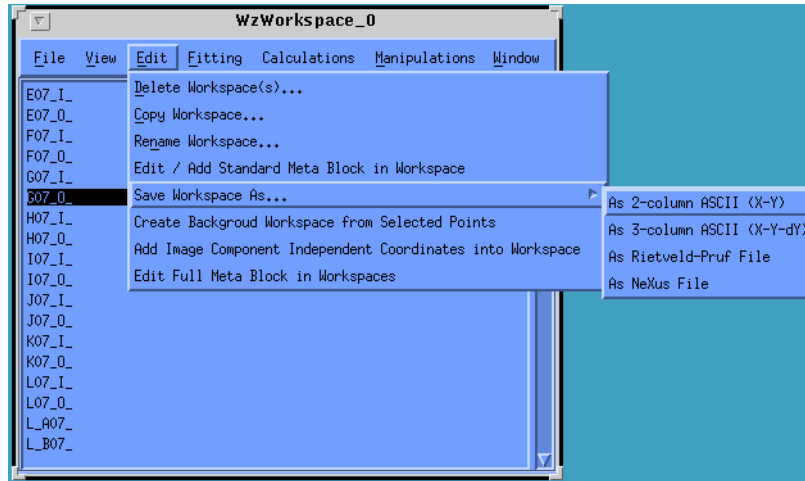 WzWorkspace_0
File View Edit Fitting Calculations Manipulations Window
Delete Workspace(s)...
Copy Workspace...
Rename Workspace...
Edit / Add Standard Meta Block in Workspace
Save Workspace As...
Create Backgroud Workspace from Selected Points
Add Image Component Independent Coordinates into Workspace
Edit Full Meta Block in Workspaces
As 2-column ASCII (X-Y)
As 3-column ASCII (X-Y-dY)
As Rietveld-Pruf File
As NeXus File
E07_I_
E07_O_
F07_I_
F07_O_
G07_I_
G07_O_
H07_I_
H07_O_
I07_I_
I07_O_
J07_I_
J07_O_
K07_I_
K07_O_
L07_I_
L07_O_
L_A07_
L_B07_